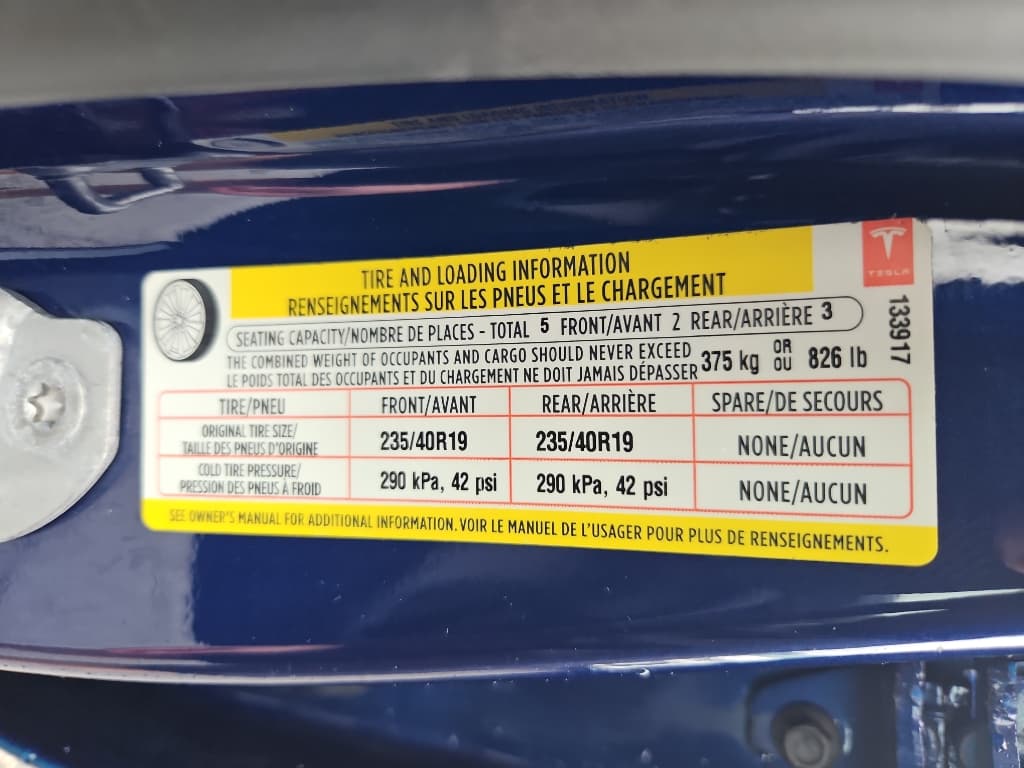 TIRE AND LOADING INFORMATION
RENSEIGNEMENTS SUR LES PNEUS ET LE CHARGEMENT
TESLA
133917
SEATING CAPACITY/NOMBRE DE PLACES - TOTAL 5 FRONT/AVANT 2 REAR/ARRIÈRE 3
THE COMBINED WEIGHT OF OCCUPANTS AND CARGO SHOULD NEVER EXCEED
LE POIDS TOTAL DES OCCUPANTS ET DU CHARGEMENT NE DOIT JAMAIS DÉPASSER
375 kg OR OU 826 lb
TIRE/PNEU FRONT/AVANT REAR/ARRIÈRE SPARE/DE SECOURS
ORIGINAL TIRE SIZE/
TAILLE DES PNEUS D'ORIGINE
235/40R19 235/40R19 NONE/AUCUN
COLD TIRE PRESSURE/
PRESSION DES PNEUS À FROID
290 kPa, 42 psi 290 kPa, 42 psi NONE/AUCUN
SEE OWNER'S MANUAL FOR ADDITIONAL INFORMATION. VOIR LE MANUEL DE L'USAGER POUR PLUS DE RENSEIGNEMENTS.